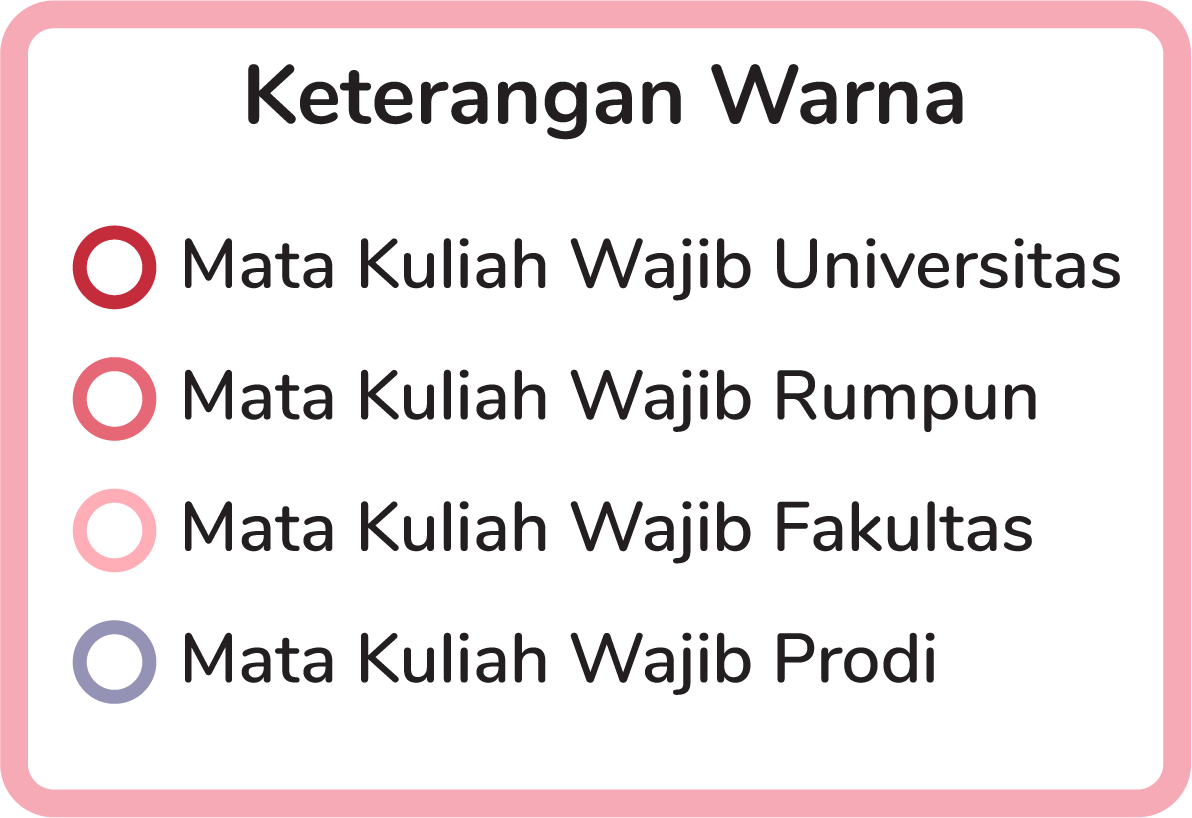 Keterangan Warna
Mata Kuliah Wajib Universitas
Mata Kuliah Wajib Rumpun
Mata Kuliah Wajib Fakultas
Mata Kuliah Wajib Prodi